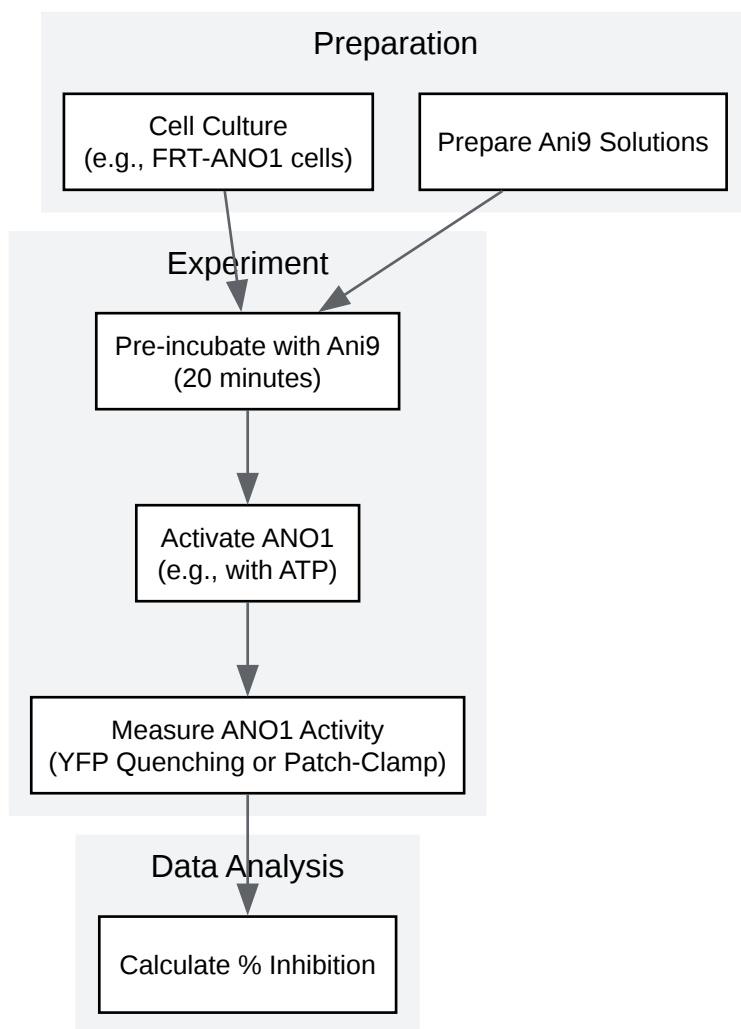 Preparation
Cell Culture
(e.g., FRT-ANO1 cells)
Prepare Ani9 Solutions
Experiment
Pre-incubate with Ani9
(20 minutes)
Activate ANO1
(e.g., with ATP)
Measure ANO1 Activity
(YFP Quenching or Patch-Clamp)
Data Analysis
Calculate % Inhibition